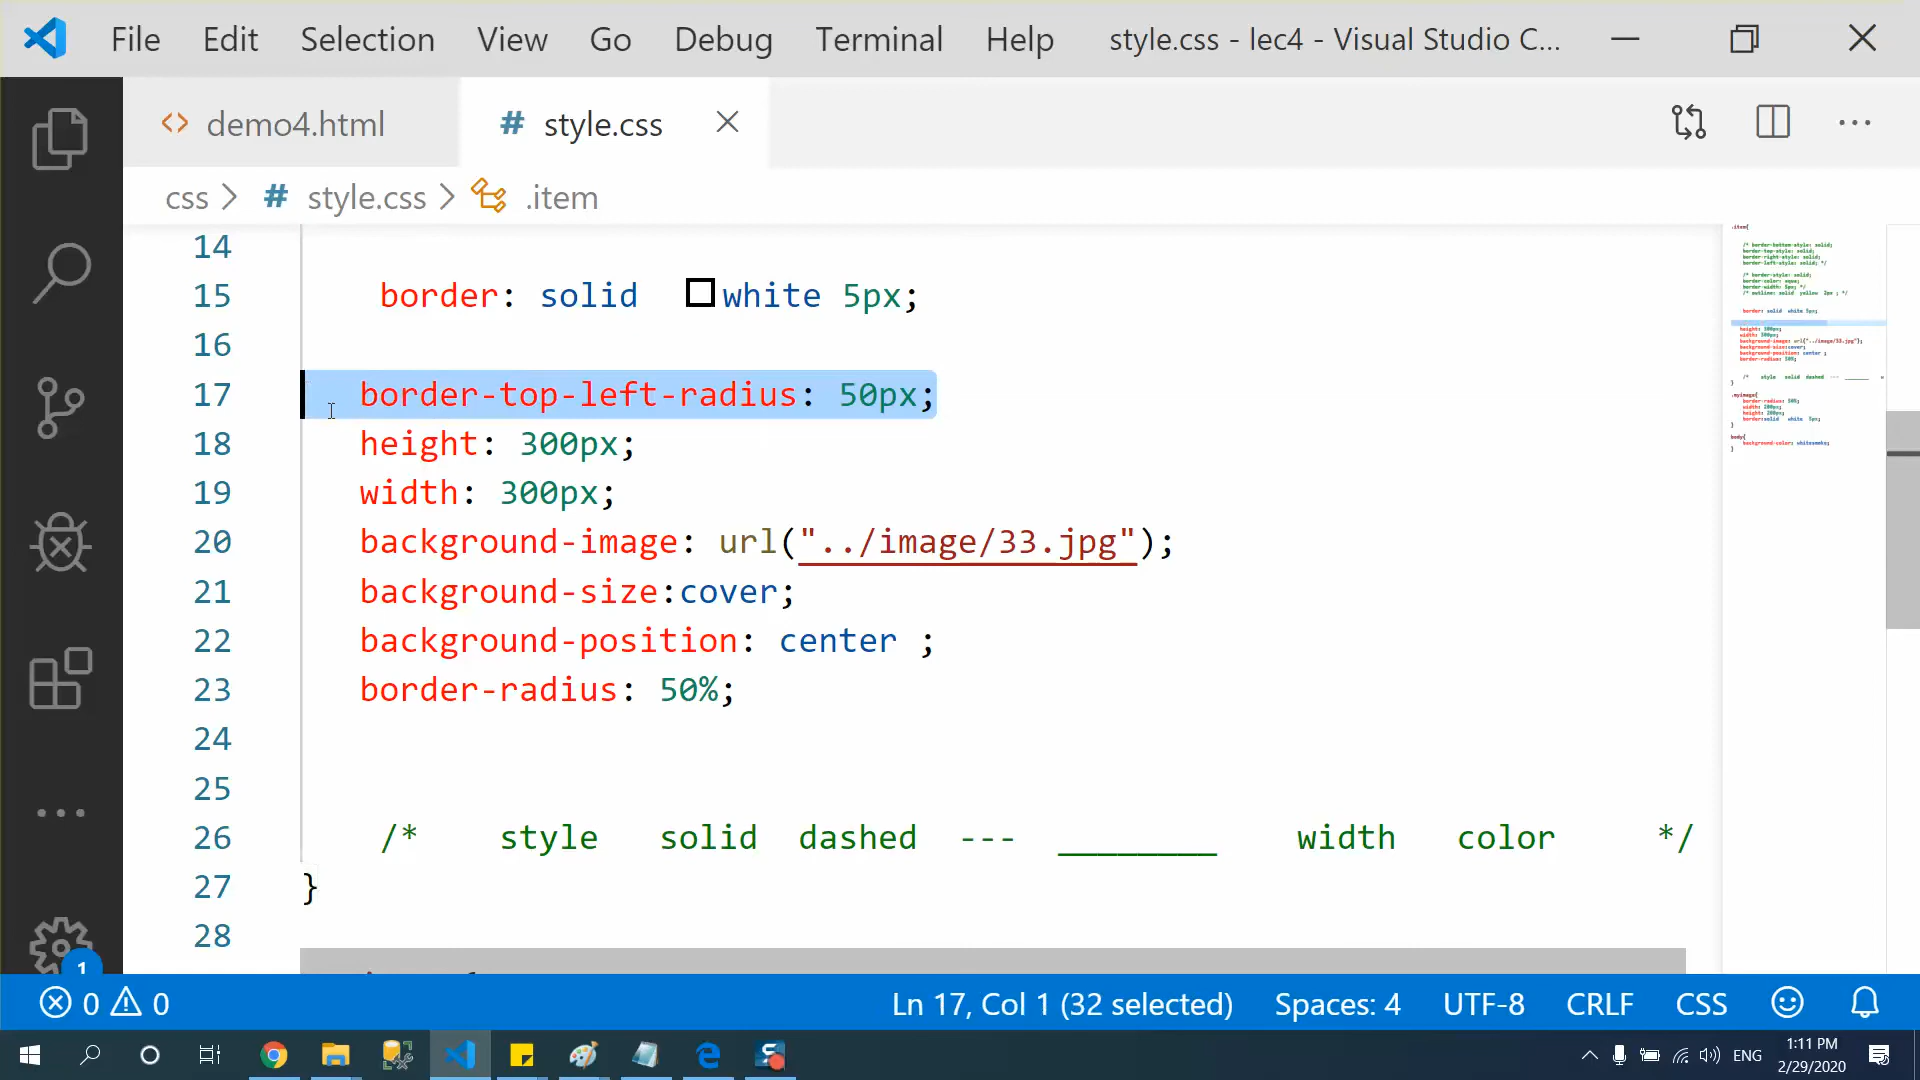 File Edit Selection View Go Debug Terminal Help style.css - lec4 - Visual Studio C...
demo4.html # style.css
css > # style.css > .item
14
15 border: solid white 5px;
16
17 border-top-left-radius: 50px;
18 height: 300px;
19 width: 300px;
20 background-image: url("../image/33.jpg");
21 background-size:cover;
22 background-position: center ;
23 border-radius: 50%;
24
25
26 /* style solid dashed --- ________ width color */
27 }
28
1
0 0 Ln 17, Col 1 (32 selected) Spaces: 4 UTF-8 CRLF CSS
ENG 1:11 PM
2/29/2020